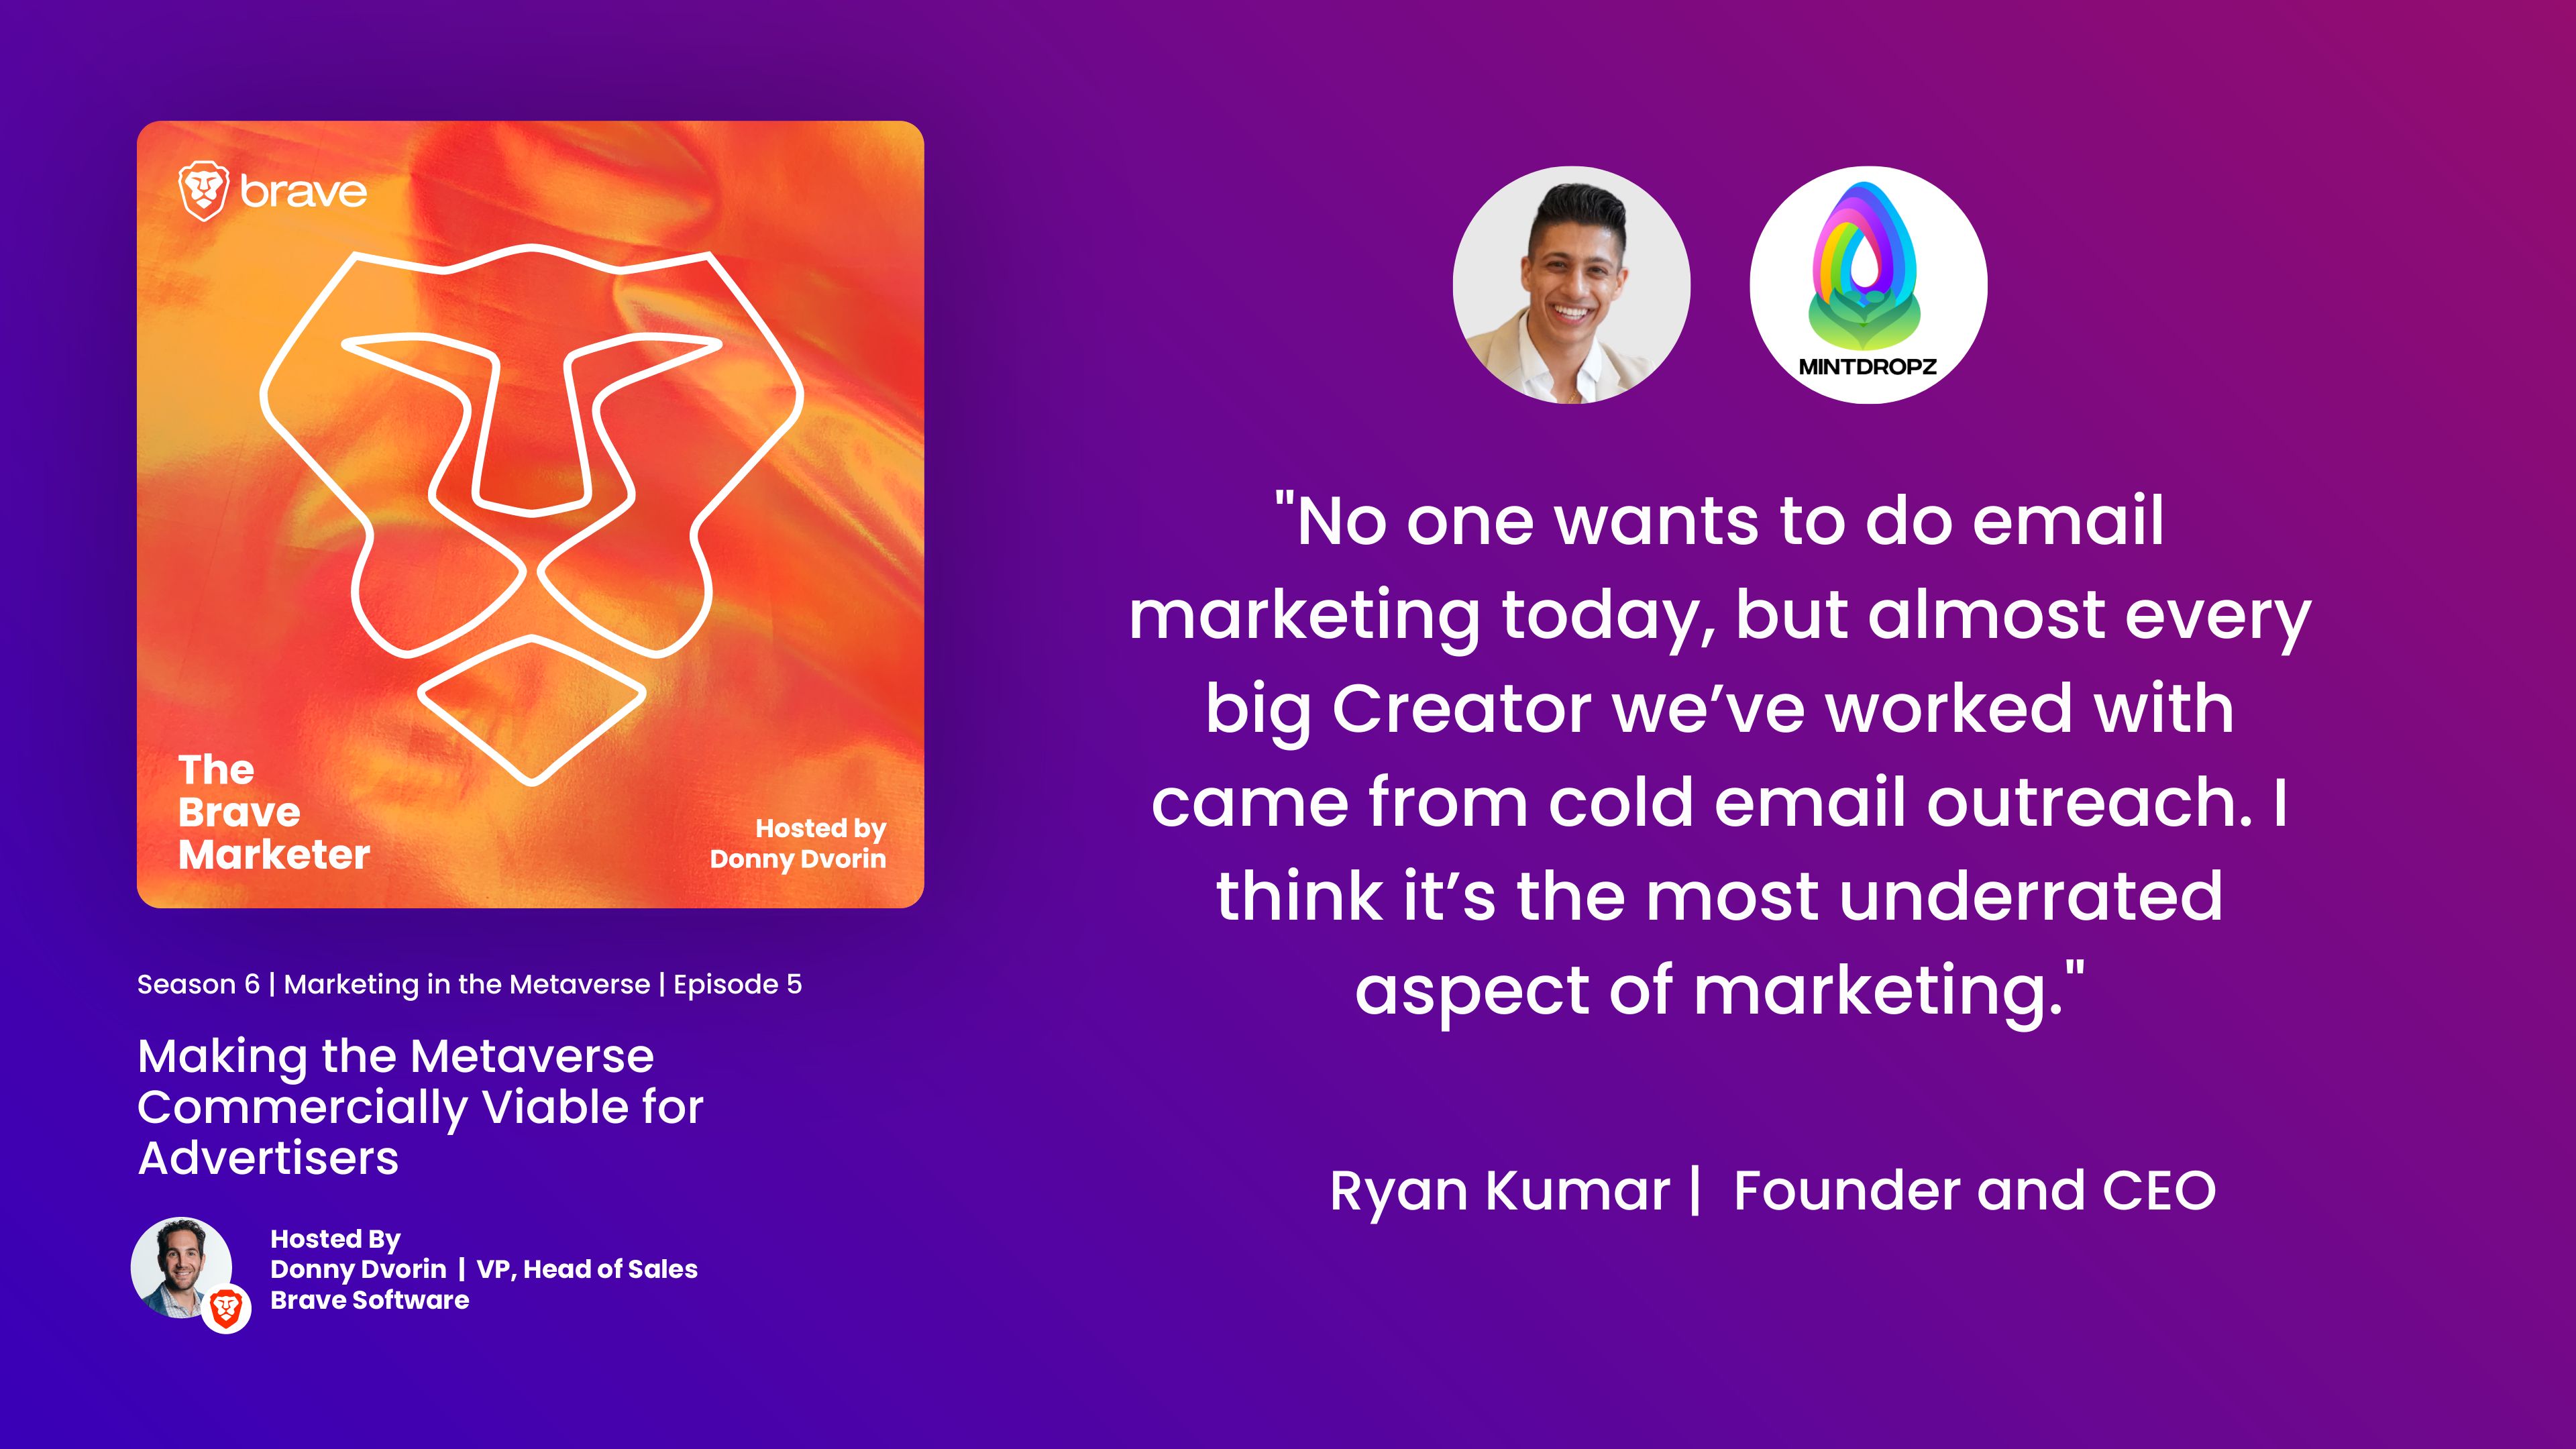 brave
The
Brave
Marketer
Hosted by
Donny Dvorin
Season 6 | Marketing in the Metaverse | Episode 5
Making the Metaverse
Commercially Viable for
Advertisers
Hosted By
Donny Dvorin | VP, Head of Sales
Brave Software
MINTDROPZ
"No one wants to do email
marketing today, but almost every
big Creator we’ve worked with
came from cold email outreach. I
think it’s the most underrated
aspect of marketing."
Ryan Kumar | Founder and CEO